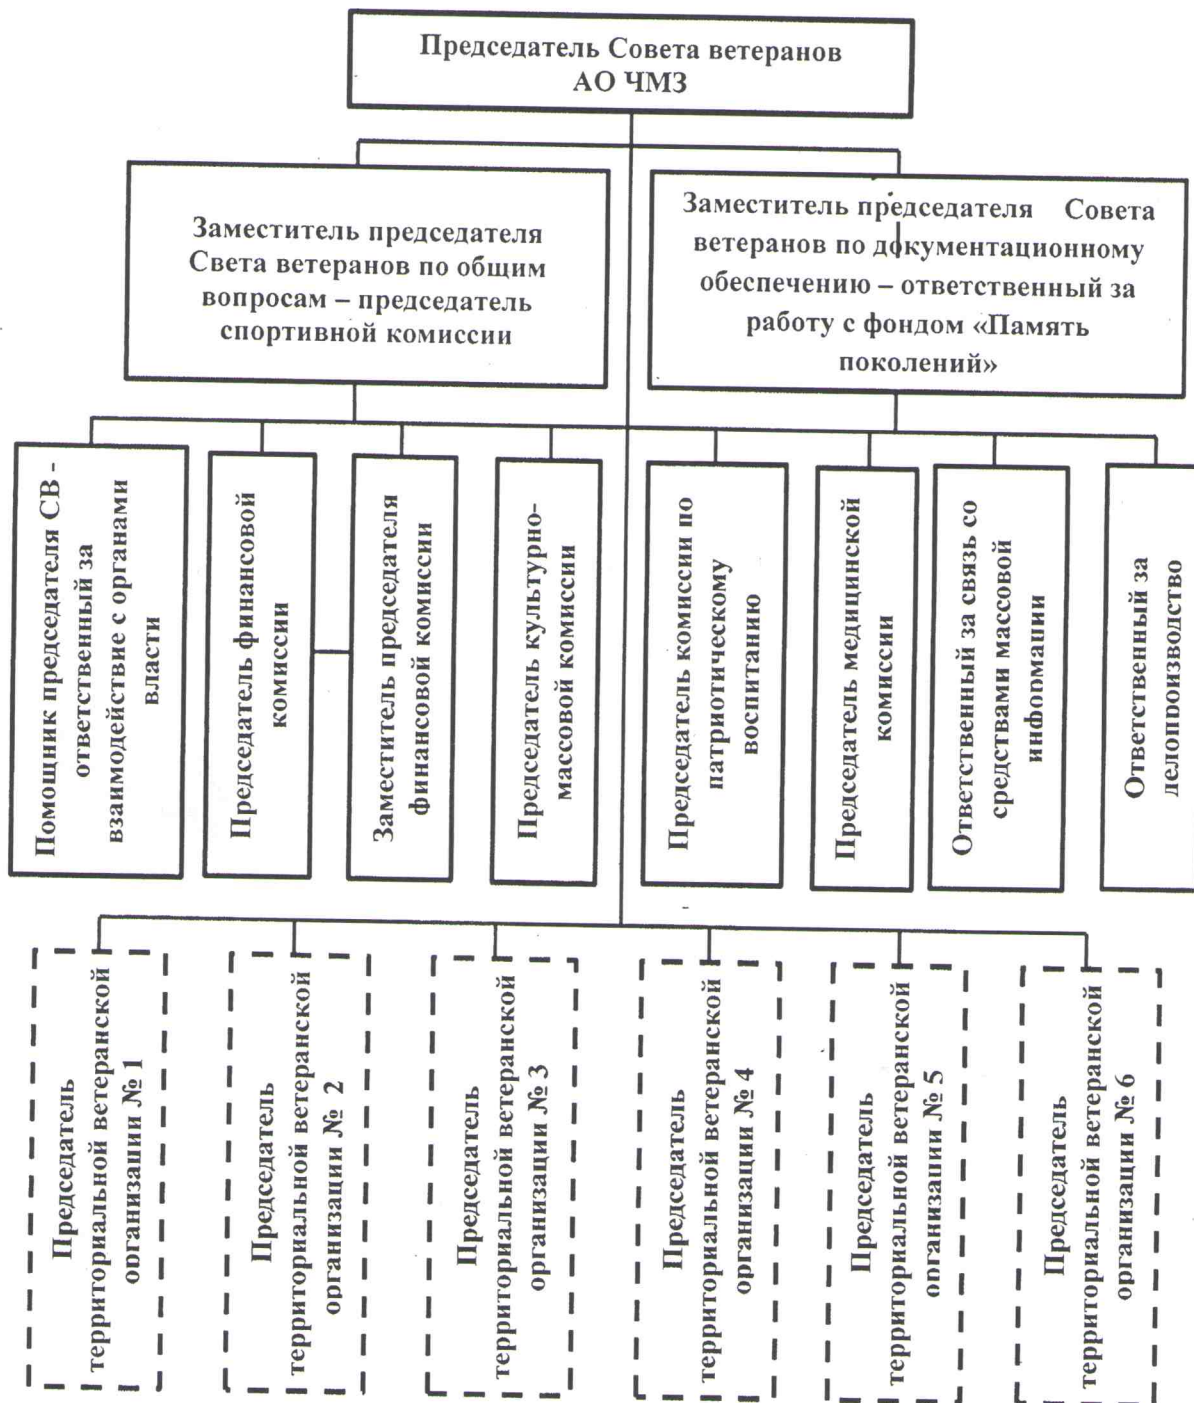 Председатель Совета ветеранов
АО ЧМЗ
Заместитель председателя
Света ветеранов по общим
вопросам – председатель
спортивной комиссии
Заместитель председателя Совета
ветеранов по документационному
обеспечению – ответственный за
работу с фондом «Память
поколений»
Помощник председателя СВ -
ответственный за
взаимодействие с органами
власти
Председатель финансовой
комиссии
Заместитель председателя
финансовой комиссии
Председатель культурно-
массовой комиссии
Председатель комиссии по
патриотическому
воспитанию
Председатель медицинской
комиссии
Ответственный за связь со
средствами массовой
информации
Ответственный за
делопроизводство
Председатель
территориальной ветеранской
организации № 1
Председатель
территориальной ветеранской
организации № 2
Председатель
территориальной ветеранской
организации № 3
Председатель
территориальной ветеранской
организации № 4
Председатель
территориальной ветеранской
организации № 5
Председатель
территориальной ветеранской
организации № 6